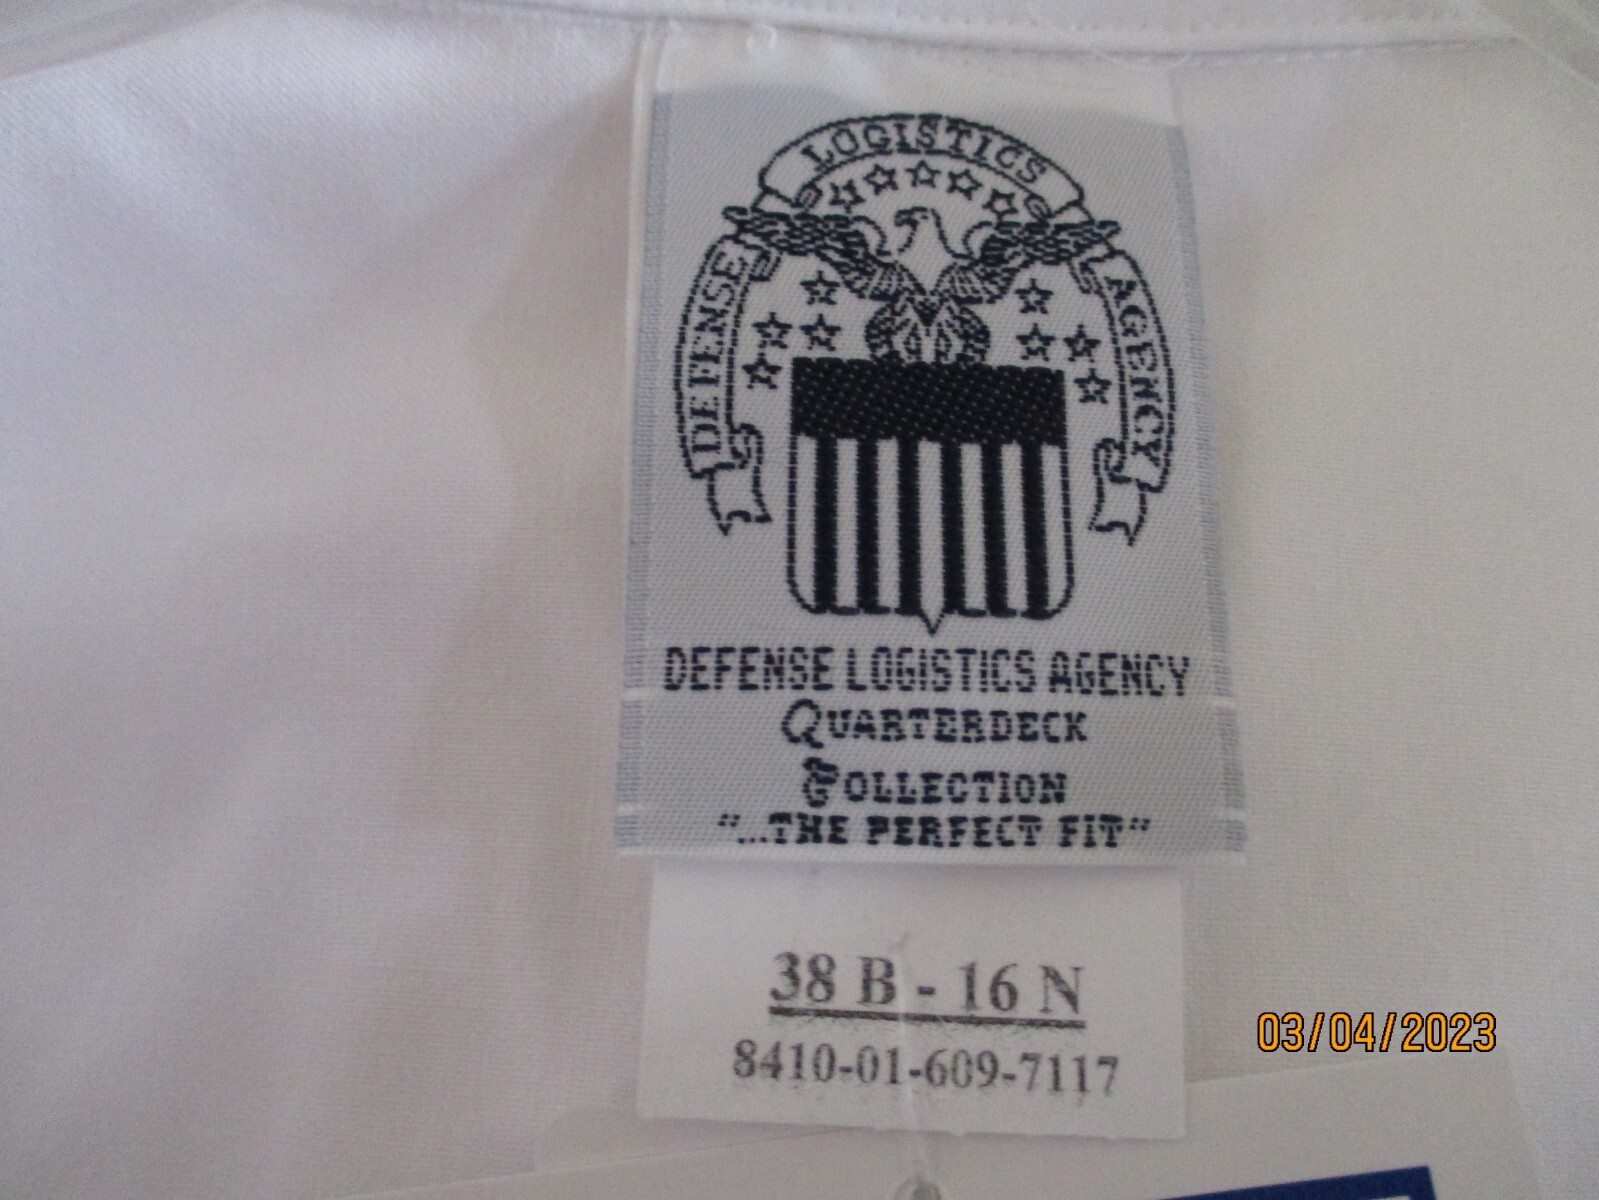 LOGISTICS
DEFENSE
AGENCY
DEFENSE LOGISTICS AGENCY
QUARTERDECK
COLLECTION
"...THE PERFECT FIT"
38 B - 16 N
8410-01-609-7117
03/04/2023